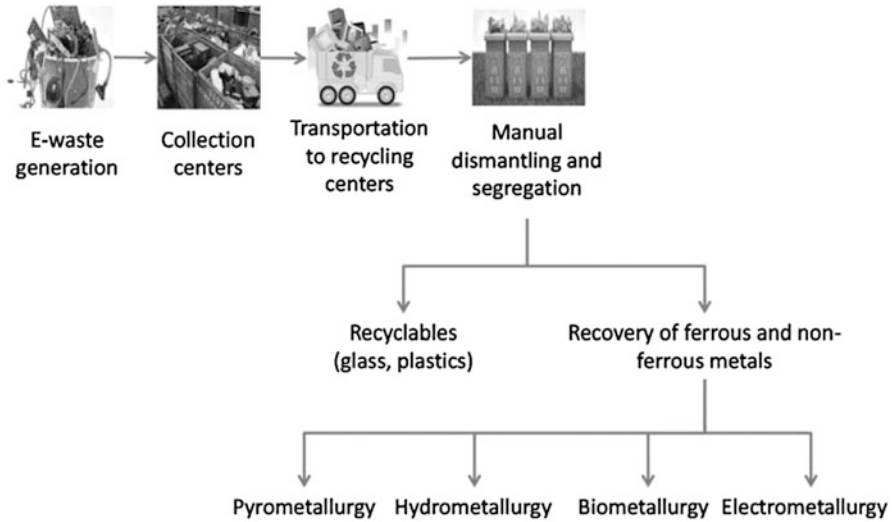 E-waste
generation
Collection
centers
Transportation
to recycling
centers
Manual
dismantling and
segregation
Recyclables
(glass, plastics)
Recovery of ferrous and non-
ferrous metals
Pyrometallurgy
Hydrometallurgy
Biometallurgy
Electrometallurgy